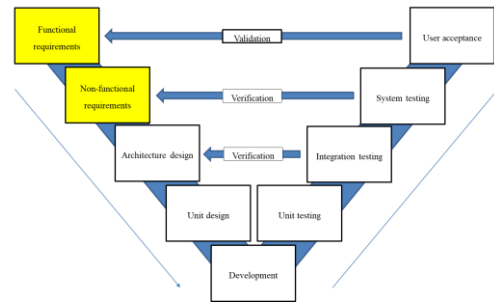 Functional
requirements
Validation
User acceptance
Non-functional
requirements
Verification
System testing
Architecture design
Verification
Integration testing
Unit design
Unit testing
Development